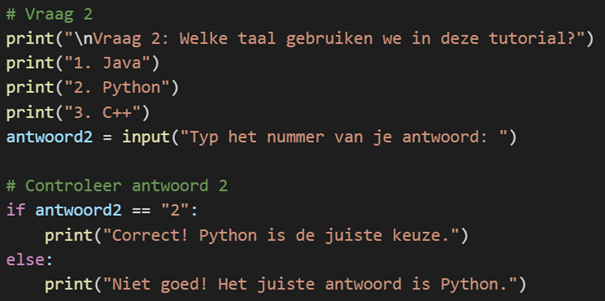 # Vraag 2
print("\nVraag 2: Welke taal gebruiken we in deze tutorial?")
print("1. Java")
print("2. Python")
print("3. C++")
antwoord2 = input("Typ het nummer van je antwoord: ")

# Controleer antwoord 2
if antwoord2 == "2":
    print("Correct! Python is de juiste keuze.")
else:
    print("Niet goed! Het juiste antwoord is Python.")